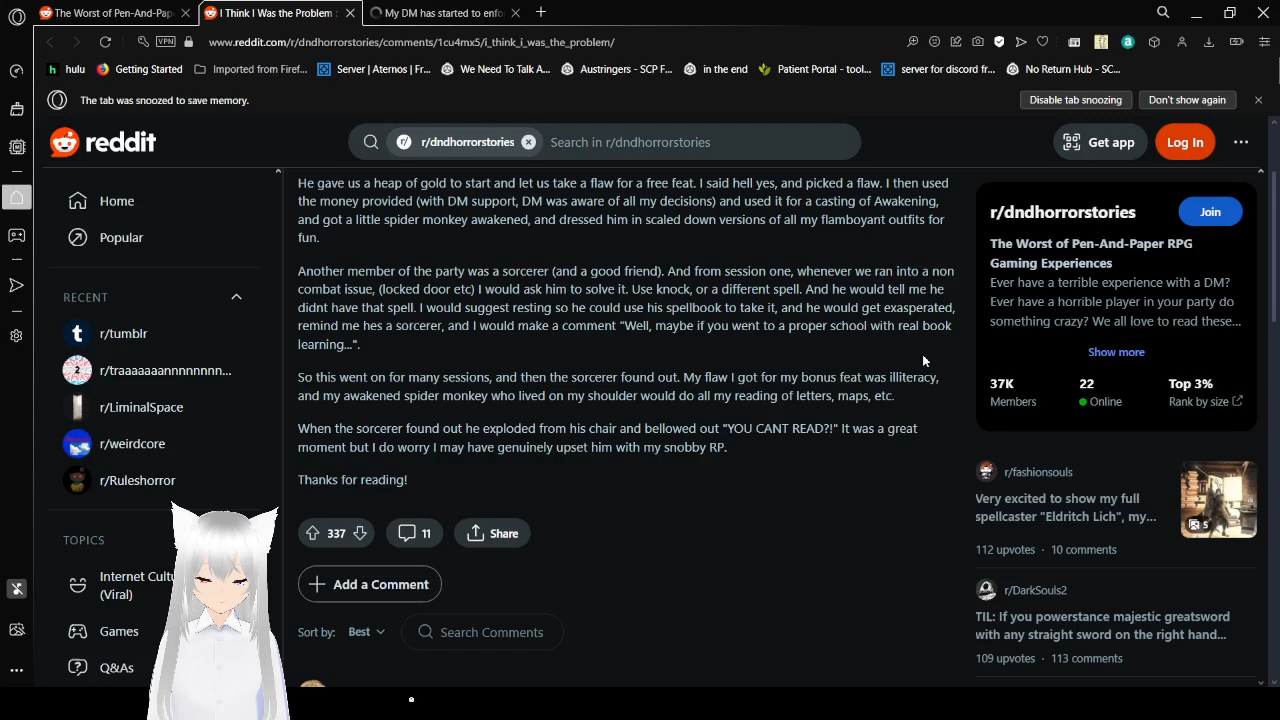 The Worst of Pen-And-Pape
I Think I Was the Problem :
My DM has started to enfo
VPN
www.reddit.com/r/dndhorrorstories/comments/1cu4mx5/i_think_i_was_the_problem/
hulu
Getting Started
Imported from Firef...
Server | Aternos | Fr...
We Need To Talk A...
Austringers - SCP F...
in the end
Patient Portal - tool...
server for discord fr...
No Return Hub - SC...
The tab was snoozed to save memory.
Disable tab snoozing
Don't show again
reddit
r/dndhorrorstories
Search in r/dndhorrorstories
Get app
Log In
Home
Popular
RECENT
r/tumblr
r/traaaaaaannnnnnnn...
r/LiminalSpace
r/weirdcore
r/Ruleshorror
TOPICS
Internet Cultu
(Viral)
Games
Q&As
He gave us a heap of gold to start and let us take a flaw for a free feat. I said hell yes, and picked a flaw. I then used
the money provided (with DM support, DM was aware of all my decisions) and used it for a casting of Awakening,
and got a little spider monkey awakened, and dressed him in scaled down versions of all my flamboyant outfits for
fun.
Another member of the party was a sorcerer (and a good friend). And from session one, whenever we ran into a non
combat issue, (locked door etc) I would ask him to solve it. Use knock, or a different spell. And he would tell me he
didnt have that spell. I would suggest resting so he could use his spellbook to take it, and he would get exasperated,
remind me hes a sorcerer, and I would make a comment "Well, maybe if you went to a proper school with real book
learning...".
So this went on for many sessions, and then the sorcerer found out. My flaw I got for my bonus feat was illiteracy,
and my awakened spider monkey who lived on my shoulder would do all my reading of letters, maps, etc.
When the sorcerer found out he exploded from his chair and bellowed out "YOU CANT READ?!" It was a great
moment but I do worry I may have genuinely upset him with my snobby RP.
Thanks for reading!
337
11
Share
Add a Comment
Sort by:
Best
Search Comments
r/dndhorrorstories
Join
The Worst of Pen-And-Paper RPG
Gaming Experiences
Ever have a terrible experience with a DM?
Ever have a horrible player in your party do
something crazy? We all love to read these...
Show more
37K
Members
22
Online
Top 3%
Rank by size
r/fashionsouls
Very excited to show my full
spellcaster "Eldritch Lich", my...
5
112 upvotes · 10 comments
r/DarkSouls2
TIL: If you powerstance majestic greatsword
with any straight sword on the right hand...
109 upvotes · 113 comments